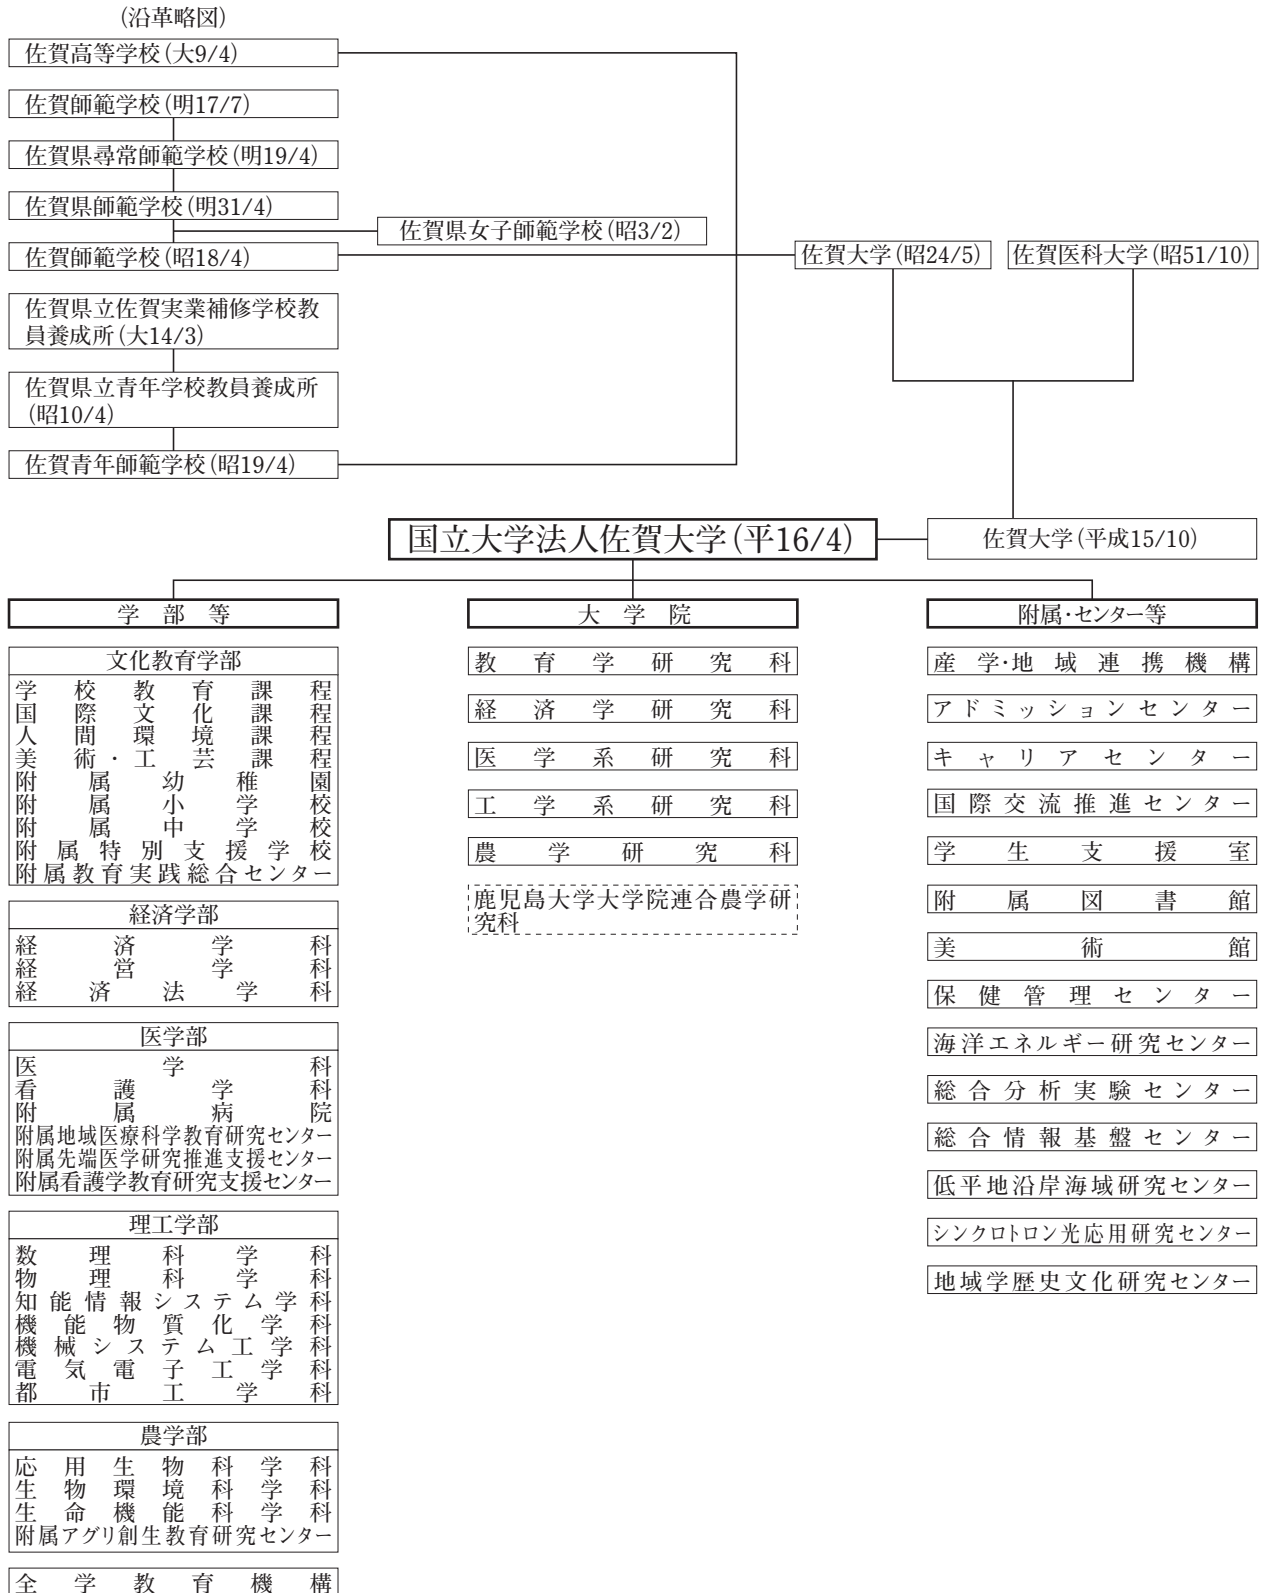 (沿革略図)
佐賀高等学校(大9/4)
佐賀師範学校(明17/7)
佐賀県尋常師範学校(明19/4)
佐賀県師範学校(明31/4)
佐賀県女子師範学校(昭3/2)
佐賀師範学校(昭18/4)
佐賀大学(昭24/5)
佐賀医科大学(昭51/10)
佐賀県立佐賀実業補修学校教
員養成所(大14/3)
佐賀県立青年学校教員養成所
(昭10/4)
佐賀青年師範学校(昭19/4)
国立大学法人佐賀大学(平16/4)
佐賀大学(平成15/10)
学部等
文化教育学部
学校教育課程
国際文化課程
人間環境課程
美術・工芸課程
附属幼稚園
附属小学校
附属中学校
附属特別支援学校
附属教育実践総合センター
経済学部
経済学科
経営学科
経済法学科
医学部
医学科
看護学科
附属病院
附属地域医療科学教育研究センター
附属先端医学研究推進支援センター
附属看護学教育研究支援センター
理工学部
数理科学科
物理科学科
知能情報システム学科
機能物質化学科
機械システム工学科
電気電子工学科
都市工学科
農学部
応用生物科学科
生物環境科学科
生命機能科学科
附属アグリ創生教育研究センター
全学教育機構
大学院
教育学研究科
経済学研究科
医学系研究科
工学系研究科
農学研究科
鹿児島大学大学院連合農学研
究科
附属・センター等
産学・地域連携機構
アドミッションセンター
キャリアセンター
国際交流推進センター
学生支援室
附属図書館
美術館
保健管理センター
海洋エネルギー研究センター
総合分析実験センター
総合情報基盤センター
低平地沿岸海域研究センター
シンクロトロン光応用研究センター
地域学歴史文化研究センター